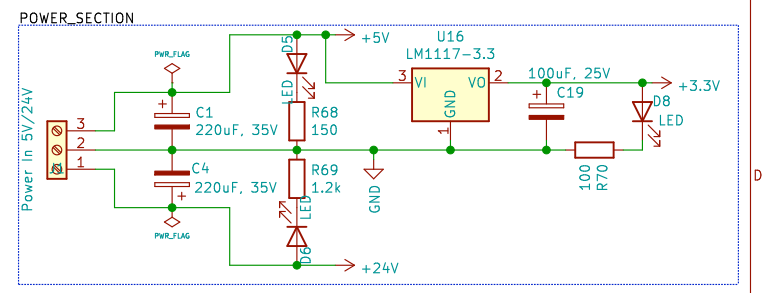 POWER_SECTION
U16
LM1117-3.3
D5
LED
+5V
PWR_FLAG
3
VI
VO
2
GND
1
100uF, 25V
C19
+
+3.3V
D8
LED
Power In 5V/24V
3
2
1
+
C1
220uF, 35V
R68
150
C4
220uF, 35V
+
R69
1.2k
GND
100
R70
LED
D6
PWR_FLAG
+24V
D